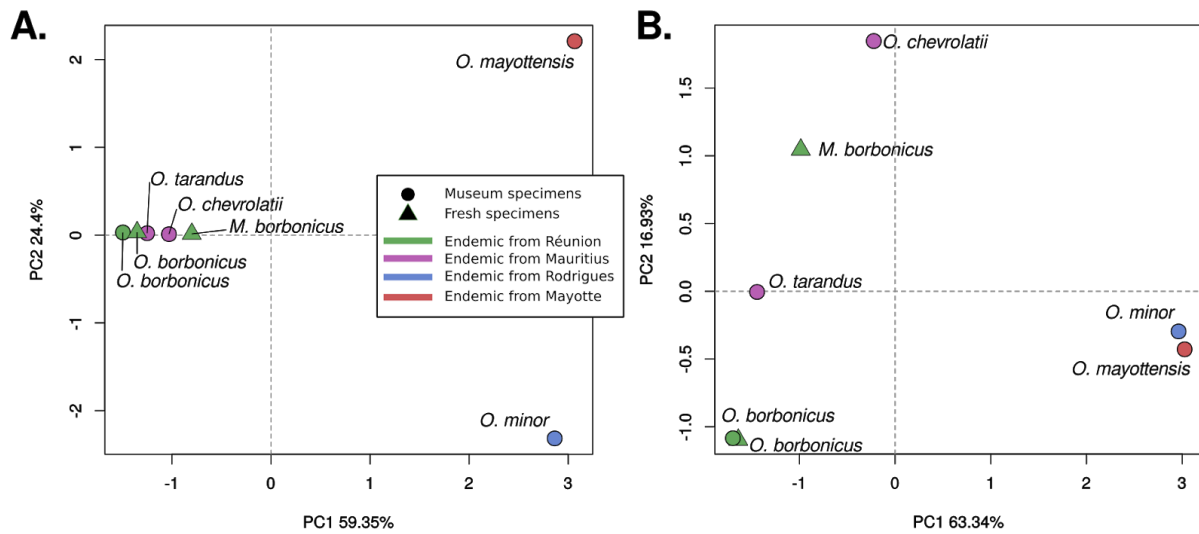 A.
O. mayottensis
O. tarandus
O. chevrolatii
M. borbonicus
O. borbonicus
O. borbonicus
O. minor
2
1
0
-1
-2
PC2 24.4%
-1
0
1
2
3
PC1 59.35%
Museum specimens
Fresh specimens
Endemic from Réunion
Endemic from Mauritius
Endemic from Rodrigues
Endemic from Mayotte
B.
O. chevrolatii
M. borbonicus
O. tarandus
O. minor
O. mayottensis
O. borbonicus
O. borbonicus
1.5
1.0
0.5
0.0
-0.5
-1.0
PC2 16.93%
-1
0
1
2
3
PC1 63.34%